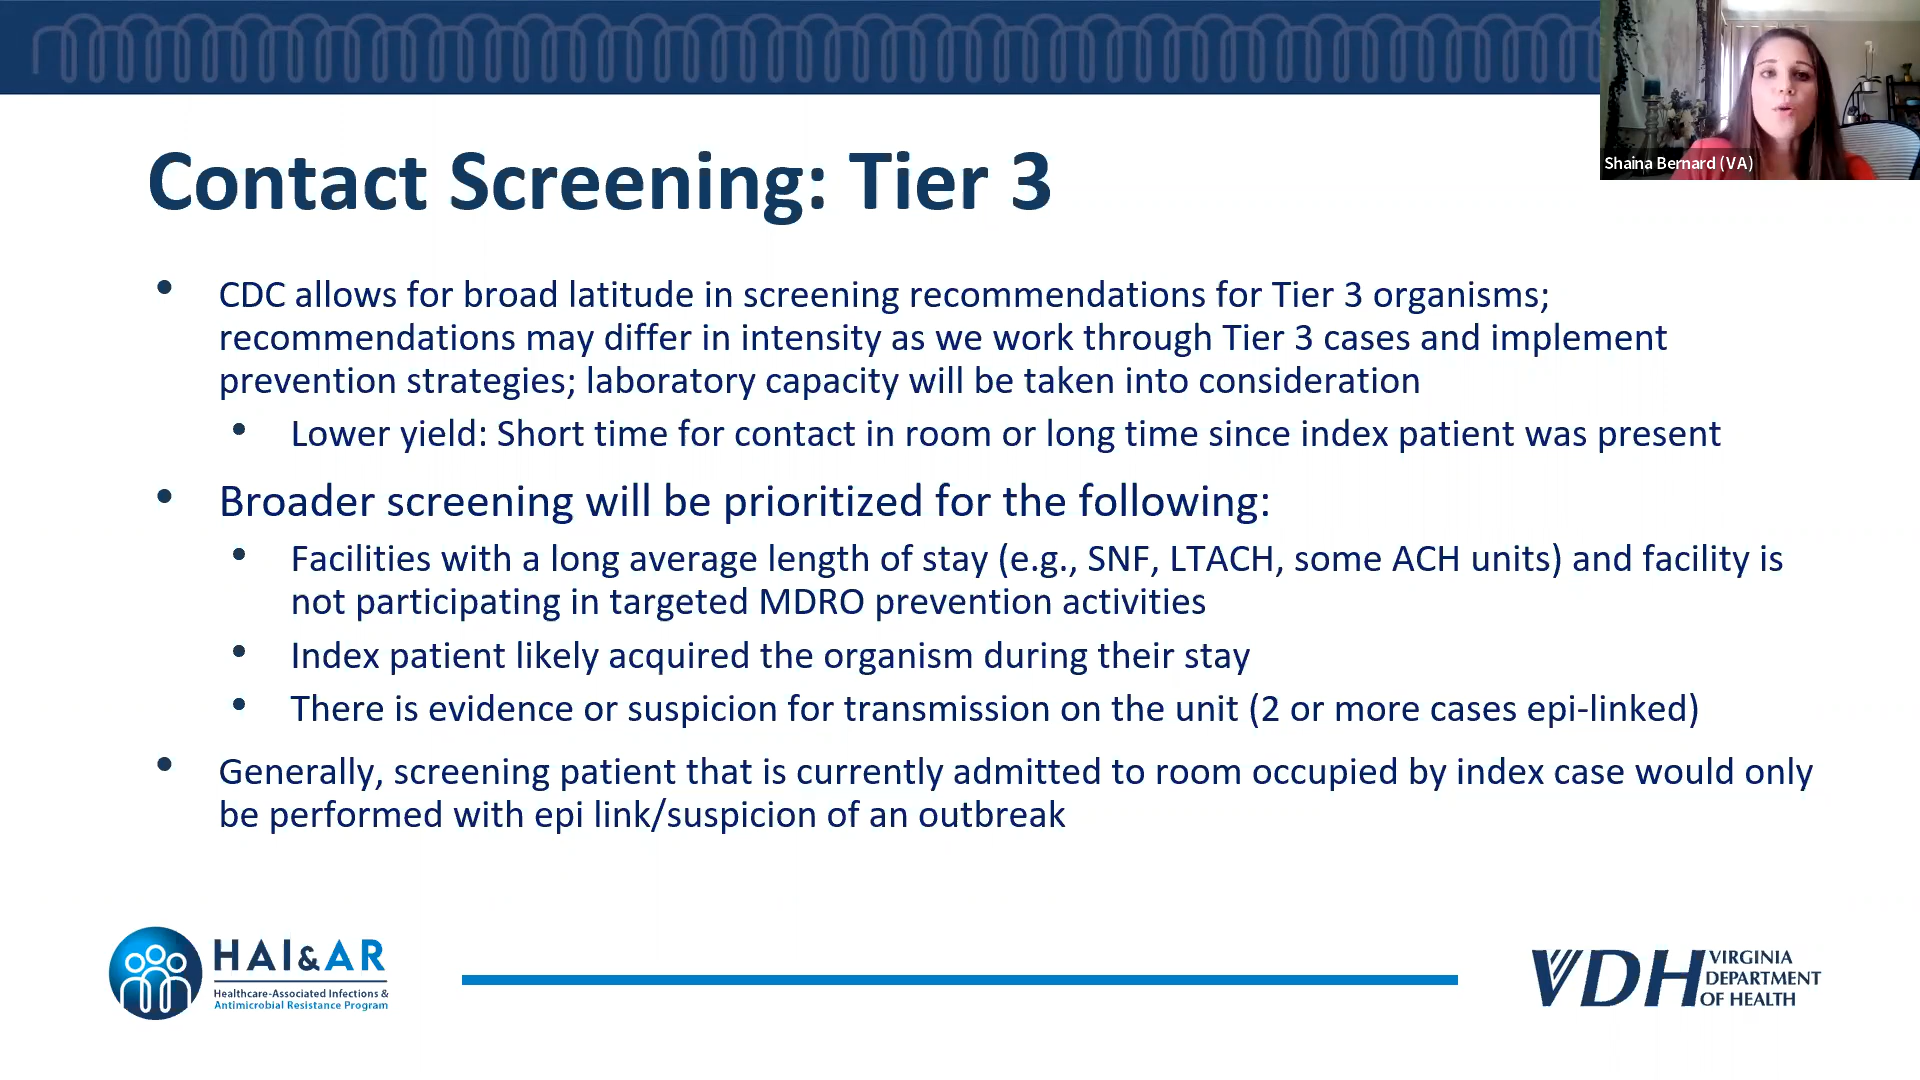 Shaina Bernard (VA)
Contact Screening: Tier 3
• CDC allows for broad latitude in screening recommendations for Tier 3 organisms;
recommendations may differ in intensity as we work through Tier 3 cases and implement
prevention strategies; laboratory capacity will be taken into consideration
• Lower yield: Short time for contact in room or long time since index patient was present
• Broader screening will be prioritized for the following:
• Facilities with a long average length of stay (e.g., SNF, LTACH, some ACH units) and facility is
not participating in targeted MDRO prevention activities
• Index patient likely acquired the organism during their stay
• There is evidence or suspicion for transmission on the unit (2 or more cases epi-linked)
• Generally, screening patient that is currently admitted to room occupied by index case would only
be performed with epi link/suspicion of an outbreak
HAI&AR
Healthcare-Associated Infections &
Antimicrobial Resistance Program
VDH
VIRGINIA
DEPARTMENT
OF HEALTH